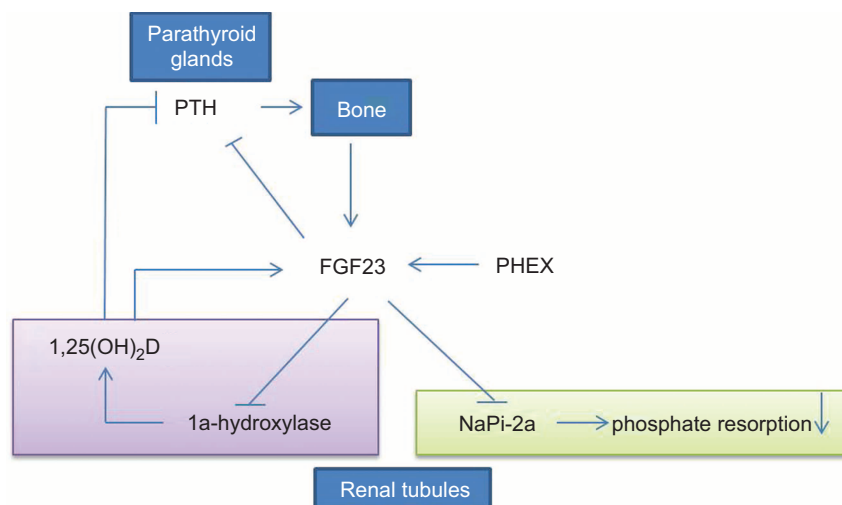 Parathyroid
glands
PTH
Bone
FGF23
PHEX
1,25(OH)₂D
1a-hydroxylase
NaPi-2a
phosphate resorption
Renal tubules